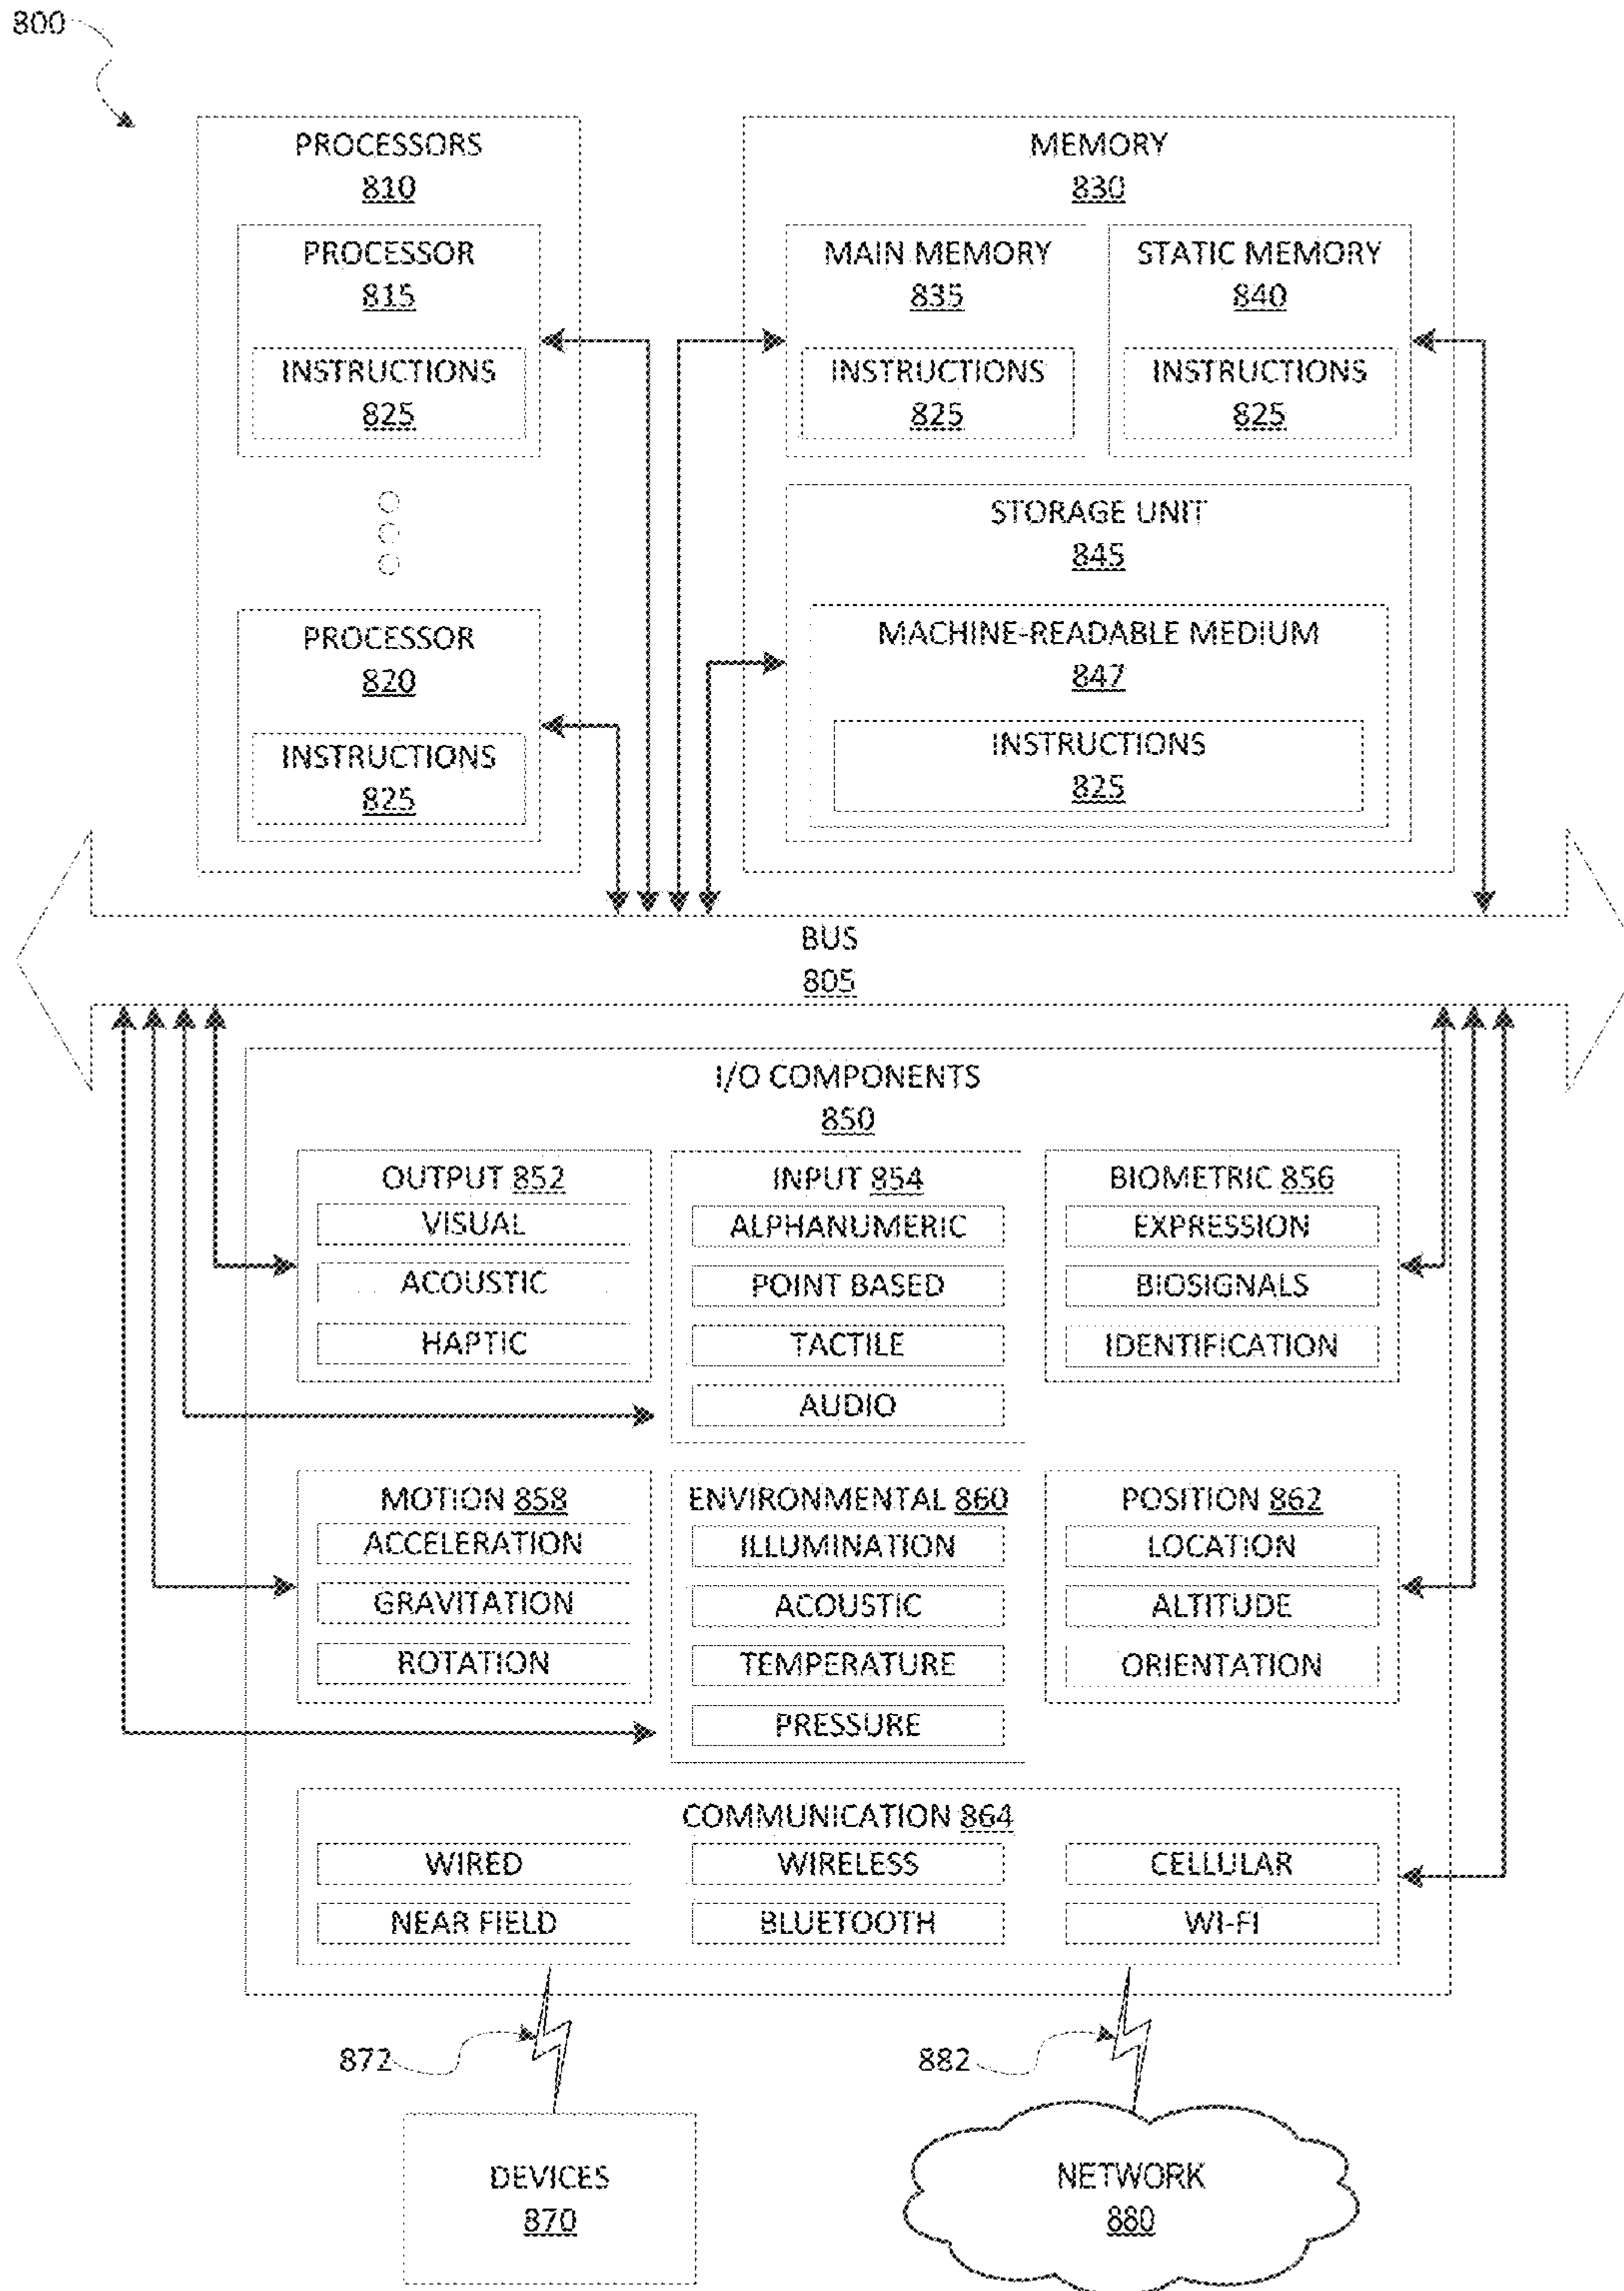 800
PROCESSORS
810
PROCESSOR
815
INSTRUCTIONS
825
PROCESSOR
820
INSTRUCTIONS
825
MEMORY
830
MAIN MEMORY
835
INSTRUCTIONS
825
STATIC MEMORY
840
INSTRUCTIONS
825
STORAGE UNIT
845
MACHINE-READABLE MEDIUM
847
INSTRUCTIONS
825
BUS
805
I/O COMPONENTS
850
OUTPUT 852
VISUAL
ACOUSTIC
HAPTIC
INPUT 854
ALPHANUMERIC
POINT BASED
TACTILE
AUDIO
BIOMETRIC 856
EXPRESSION
BIOSIGNALS
IDENTIFICATION
MOTION 858
ACCELERATION
GRAVITATION
ROTATION
ENVIRONMENTAL 860
ILLUMINATION
ACOUSTIC
TEMPERATURE
PRESSURE
POSITION 862
LOCATION
ALTITUDE
ORIENTATION
COMMUNICATION 864
WIRED
WIRELESS
CELLULAR
NEAR FIELD
BLUETOOTH
WI-FI
872
882
DEVICES
870
NETWORK
880